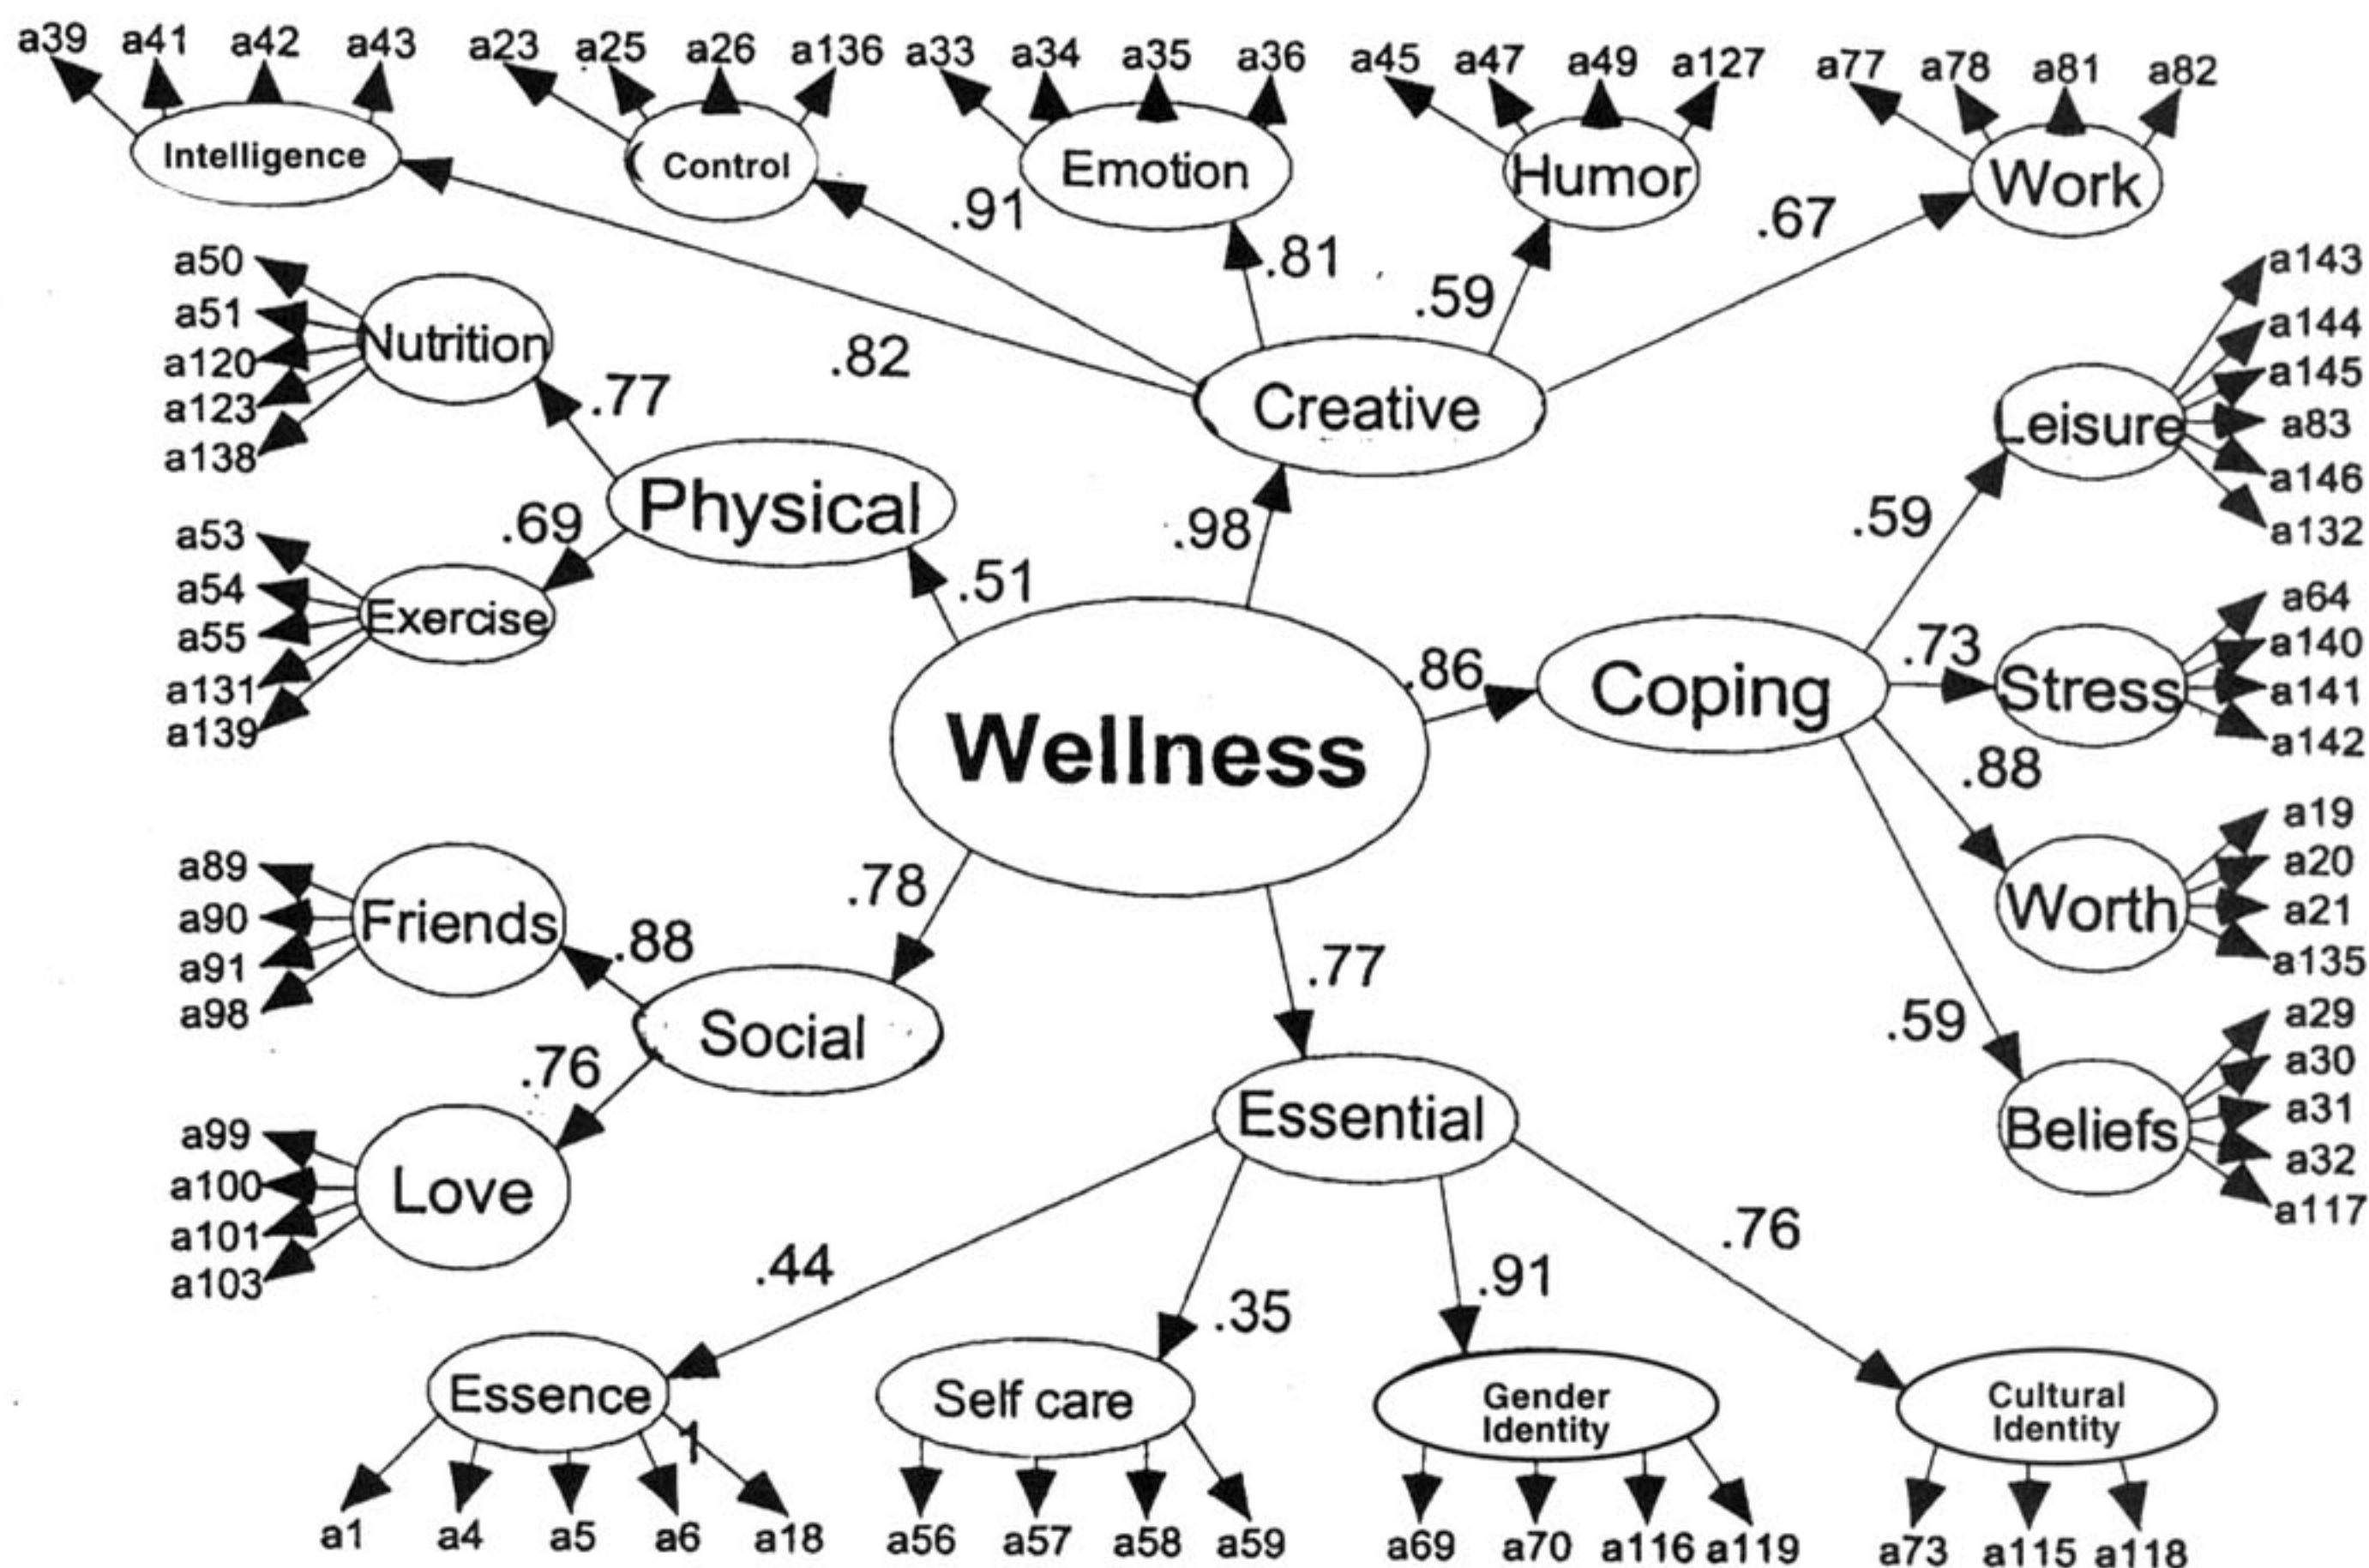 a39 a41 a42 a43 a23 a25 a26 a136 a33 a34 a35 a36 a45 a47 a49 a127 a77 a78 a81 a82
Intelligence
Control
Emotion
Humor
Work
.91
.81
.59
.67
.82
a50
a51
a120
a123
a138
Nutrition
.77
Creative
a143
a144
a145
a83
a146
a132
Leisure
Physical
.69
a53
a54
a55
a131
a139
Exercise
.51
.98
.59
Wellness
.86
Coping
.73
Stress
a64
a140
a141
a142
.88
a19
a20
a21
a135
Worth
a89
a90
a91
a98
Friends
.88
.78
Social
.77
.76
a99
a100
a101
a103
Love
Essential
.59
Beliefs
a29
a30
a31
a32
a117
.44
.35
.91
.76
Essence
1
Self care
Gender
Identity
Cultural
Identity
a1 a4 a5 a6 a18 a56 a57 a58 a59 a69 a70 a116 a119 a73 a115 a118